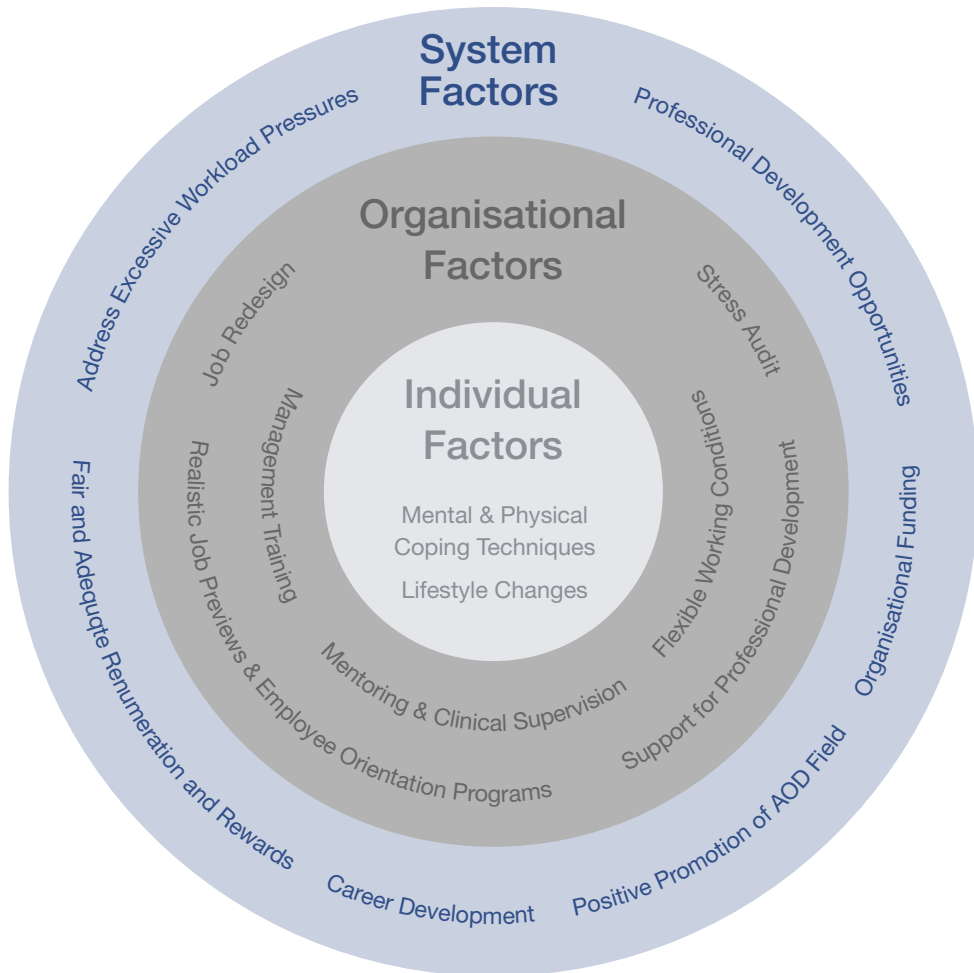 System
Factors
Address Excessive Workload Pressures
Professional Development Opportunities
Organisational Funding
Positive Promotion of AOD Field
Career Development
Fair and Adequqte Renumeration and Rewards
Organisational
Factors
Job Redesign
Stress Audit
Management Training
Flexible Working Conditions
Realistic Job Previews & Employee Orientation Programs
Support for Professional Development
Mentoring & Clinical Supervision
Individual
Factors
Mental & Physical
Coping Techniques
Lifestyle Changes